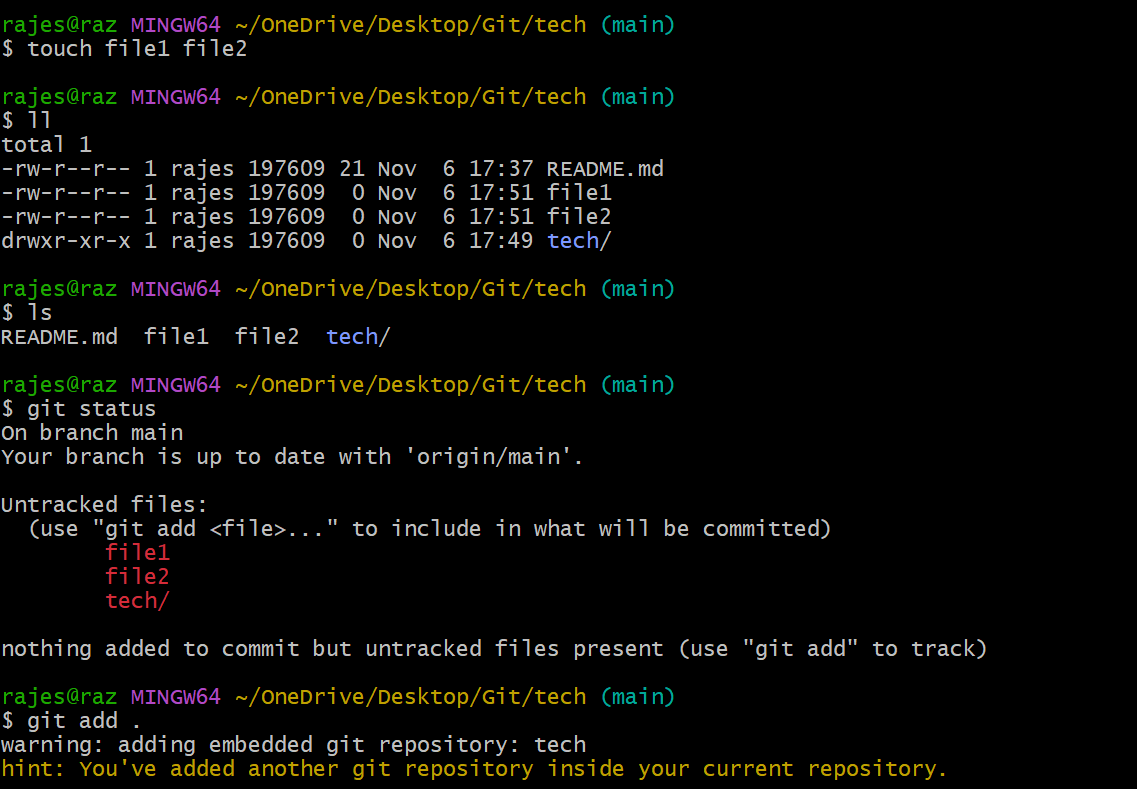 rajes@raz MINGW64 ~/OneDrive/Desktop/Git/tech (main)
$ touch file1 file2

rajes@raz MINGW64 ~/OneDrive/Desktop/Git/tech (main)
$ ll
total 1
-rw-r--r-- 1 rajes 197609 21 Nov  6 17:37 README.md
-rw-r--r-- 1 rajes 197609  0 Nov  6 17:51 file1
-rw-r--r-- 1 rajes 197609  0 Nov  6 17:51 file2
drwxr-xr-x 1 rajes 197609  0 Nov  6 17:49 tech/

rajes@raz MINGW64 ~/OneDrive/Desktop/Git/tech (main)
$ ls
README.md  file1  file2  tech/

rajes@raz MINGW64 ~/OneDrive/Desktop/Git/tech (main)
$ git status
On branch main
Your branch is up to date with 'origin/main'.

Untracked files:
  (use "git add <file>..." to include in what will be committed)
        file1
        file2
        tech/

nothing added to commit but untracked files present (use "git add" to track)

rajes@raz MINGW64 ~/OneDrive/Desktop/Git/tech (main)
$ git add .
warning: adding embedded git repository: tech
hint: You've added another git repository inside your current repository.